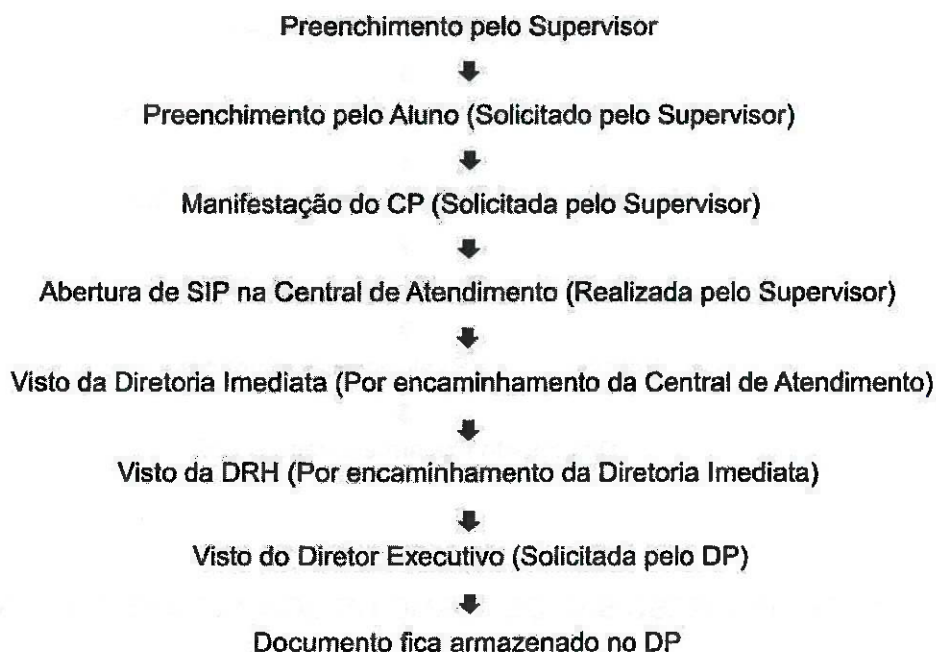 Preenchimento pelo Supervisor
Preenchimento pelo Aluno (Solicitado pelo Supervisor)
Manifestação do CP (Solicitada pelo Supervisor)
Abertura de SIP na Central de Atendimento (Realizada pelo Supervisor)
Visto da Diretoria Imediata (Por encaminhamento da Central de Atendimento)
Visto da DRH (Por encaminhamento da Diretoria Imediata)
Visto do Diretor Executivo (Solicitada pelo DP)
Documento fica armazenado no DP